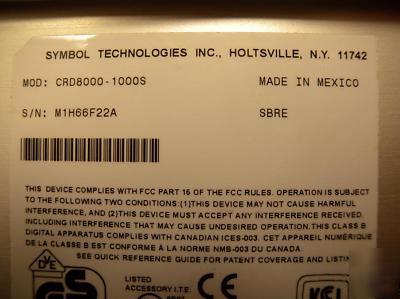 SYMBOL TECHNOLOGIES INC., HOLTSVILLE, N.Y. 11742
MOD: CRD8000-1000S MADE IN MEXICO
S/N: M1H66F22A SBRE
THIS DEVICE COMPLIES WITH FCC PART 15 OF THE FCC RULES. OPERATION IS SUBJECT
TO THE FOLLOWING TWO CONDITIONS:(1)THIS DEVICE MAY NOT CAUSE HARMFUL
INTERFERENCE, AND (2)THIS DEVICE MUST ACCEPT ANY INTERFERENCE RECEIVED,
INCLUDING INTERFERENCE THAT MAY CAUSE UNDESIRED OPERATION.THIS CLASS B
DIGITAL APPARATUS COMPLIES WITH CANADIAN ICES-003. CET APPAREIL NUMÉRIQUE
DE LA CLASSE B EST CONFORME À LA NORME NMB-003 DU CANADA.
SEE QUICK REFERENCE GUIDE FOR PATENT COVERAGE AND LISTIN
VDE
GS
LISTED
ACCESSORY I.T.E.